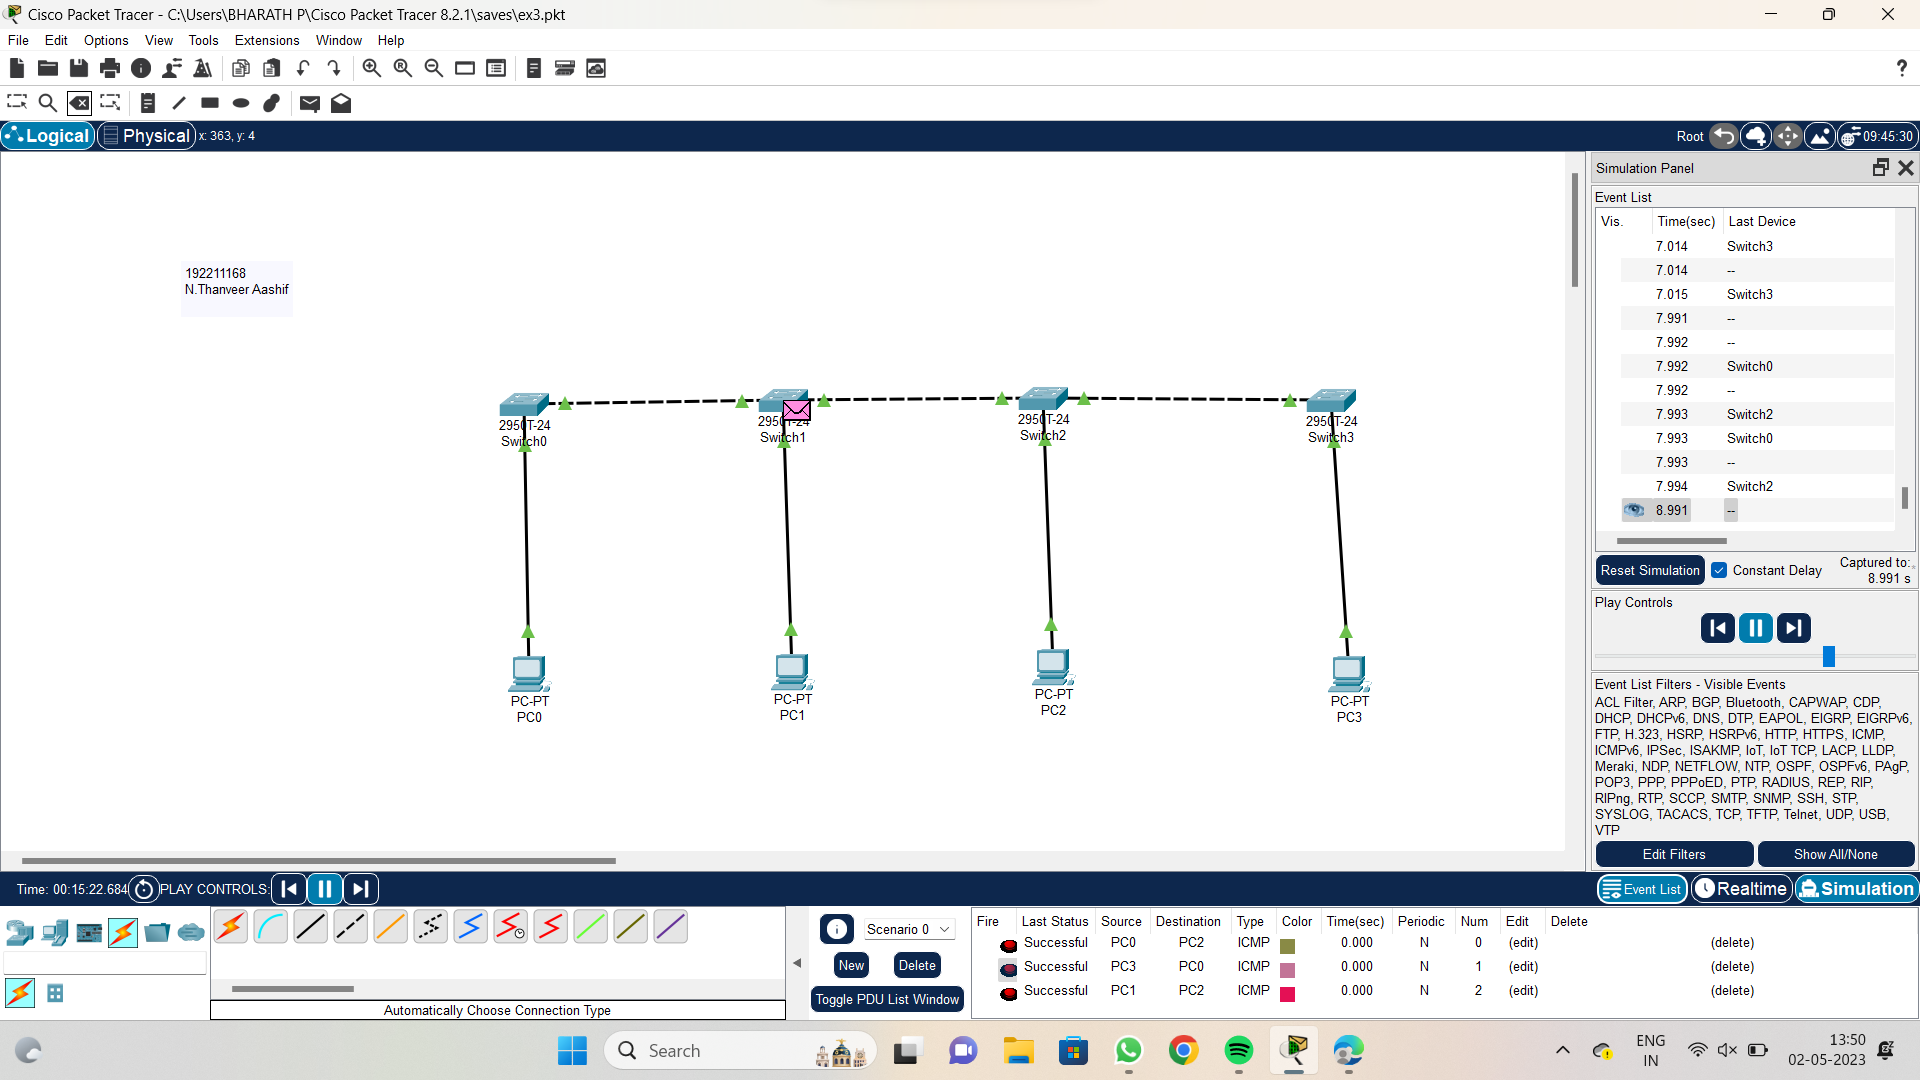 Cisco Packet Tracer - C:\Users\BHARATH P\Cisco Packet Tracer 8.2.1\saves\ex3.pkt
File Edit Options View Tools Extensions Window Help
?
Logical Physical x: 363, y: 4 Root 09:45:30
192211168
N.Thanveer Aashif
2950T-24
Switch0
2950T-24
Switch1
2950T-24
Switch2
2950T-24
Switch3
PC-PT
PC0
PC-PT
PC1
PC-PT
PC2
PC-PT
PC3
Simulation Panel
Event List
Vis. Time(sec) Last Device
7.014 Switch3
7.014 --
7.015 Switch3
7.991 --
7.992 --
7.992 Switch0
7.992 --
7.993 Switch2
7.993 Switch0
7.993 --
7.994 Switch2
8.991 --
Reset Simulation Constant Delay Captured to:
8.991 s
Play Controls
Event List Filters - Visible Events
ACL Filter, ARP, BGP, Bluetooth, CAPWAP, CDP,
DHCP, DHCPv6, DNS, DTP, EAPOL, EIGRP, EIGRPv6,
FTP, H.323, HSRP, HSRPv6, HTTP, HTTPS, ICMP,
ICMPv6, IPSec, ISAKMP, IoT, IoT TCP, LACP, LLDP,
Meraki, NDP, NETFLOW, NTP, OSPF, OSPFv6, PAgP,
POP3, PPP, PPPoED, PTP, RADIUS, REP, RIP,
RIPng, RTP, SCCP, SMTP, SNMP, SSH, STP,
SYSLOG, TACACS, TCP, TFTP, Telnet, UDP, USB,
VTP
Edit Filters Show All/None
Time: 00:15:22.684 PLAY CONTROLS: Event List Realtime Simulation
Automatically Choose Connection Type
Scenario 0
New Delete
Toggle PDU List Window
Fire Last Status Source Destination Type Color Time(sec) Periodic Num Edit Delete
Successful PC0 PC2 ICMP 0.000 N 0 (edit) (delete)
Successful PC3 PC0 ICMP 0.000 N 1 (edit) (delete)
Successful PC1 PC2 ICMP 0.000 N 2 (edit) (delete)
Search
ENG
IN
13:50
02-05-2023